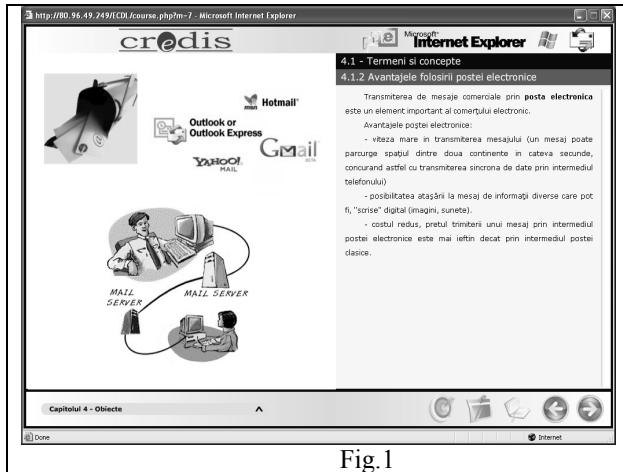 http://80.96.49.249/ECDL/course.php?m=7 - Microsoft Internet Explorer
credis
Microsoft
Internet Explorer
4.1 - Termeni si concepte
4.1.2 Avantajele folosirii postei electronice
Transmiterea de mesaje comerciale prin posta electronica
este un element important al comerţului electronic.
Avantajele poştei electronice:
- viteza mare in transmiterea mesajului (un mesaj poate
parcurge spaţiul dintre doua continente in cateva secunde,
concurand astfel cu transmiterea sincrona de date prin intermediul
telefonului)
- posibilitatea ataşării la mesaj de informaţii diverse care pot
fi, "scrise" digital (imagini, sunete).
- costul redus, pretul trimiterii unui mesaj prin intermediul
postei electronice este mai ieftin decat prin intermediul postei
clasice.
msn Hotmail
Outlook or
Outlook Express
Gmail
BETA
YAHOO!
MAIL
MAIL
SERVER
MAIL SERVER
Capitolul 4 - Obiecte
Done
Internet
Fig.1